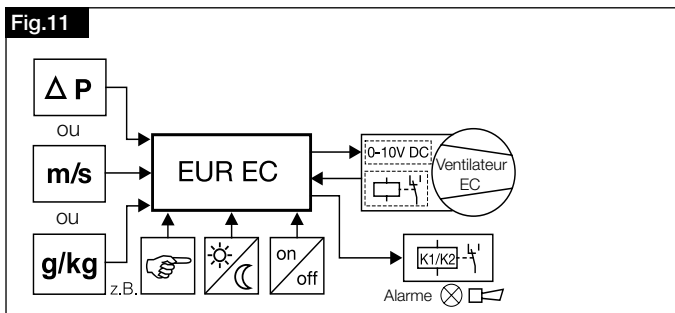 Fig.11
Δ P
ou
m/s
ou
g/kg
z.B.
EUR EC
on
off
0-10V DC
Ventilateur
EC
K1/K2
Alarme